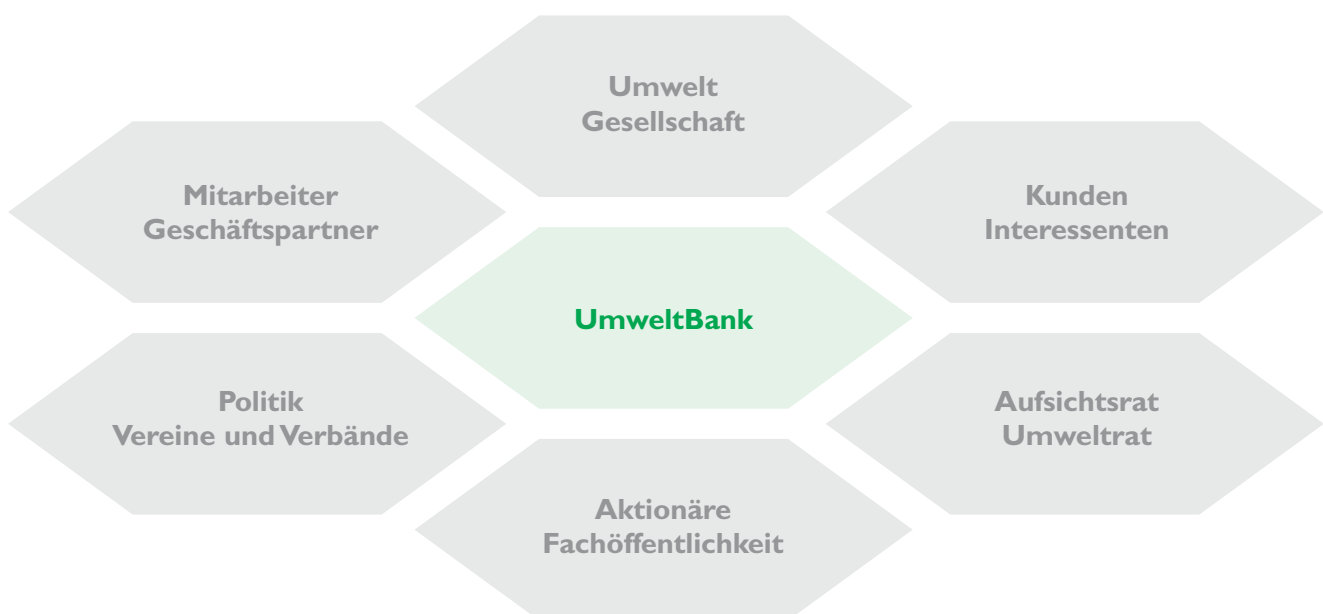 Umwelt
Gesellschaft
Mitarbeiter
Geschäftspartner
Kunden
Interessenten
UmweltBank
Politik
Vereine und Verbände
Aufsichtsrat
Umweltrat
Aktionäre
Fachöffentlichkeit